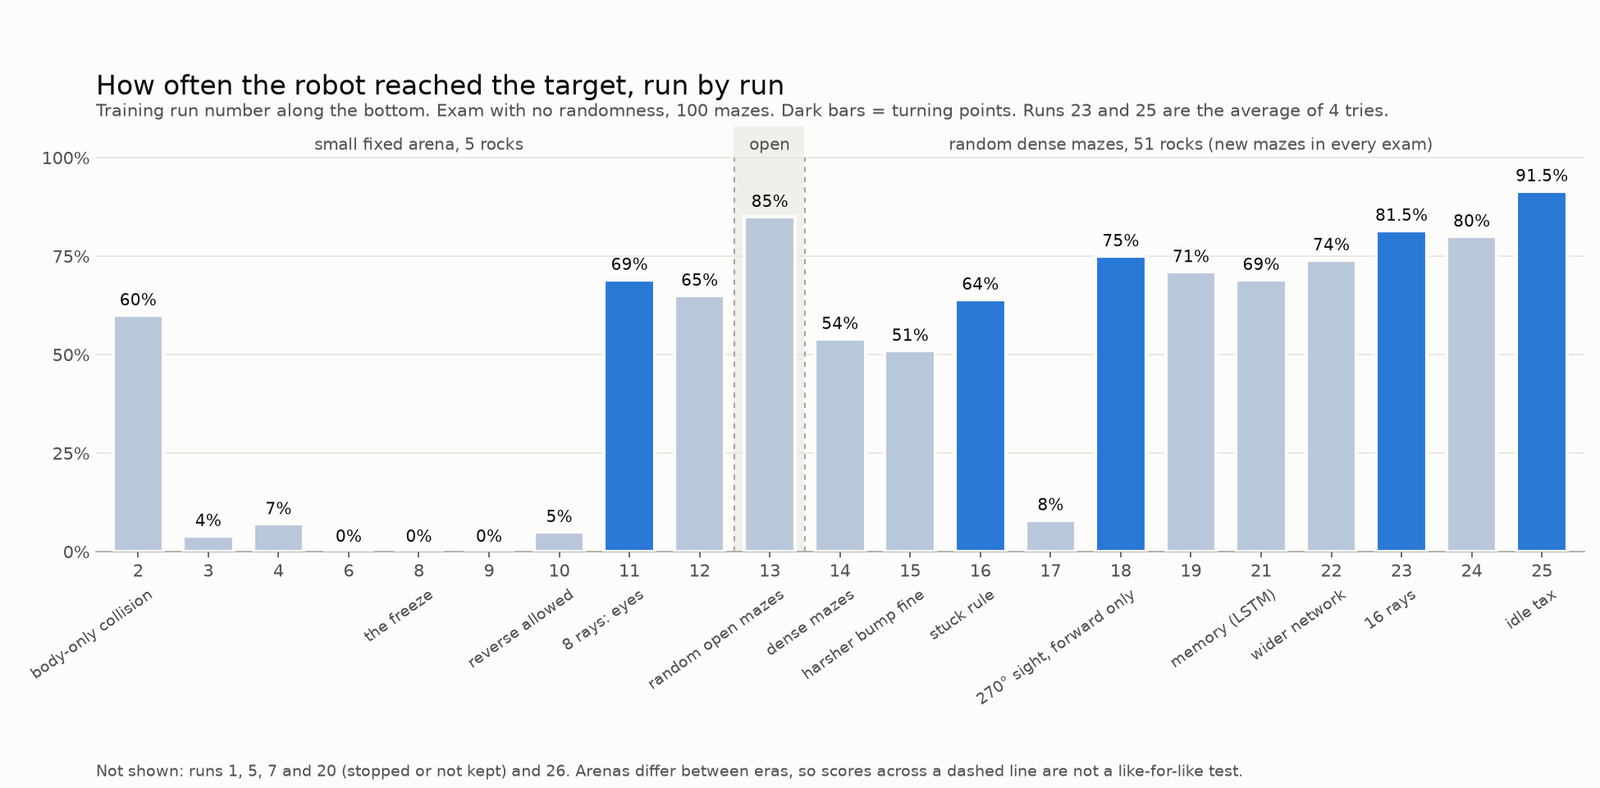 How often the robot reached the target, run by run
Training run number along the bottom. Exam with no randomness, 100 mazes. Dark bars = turning points. Runs 23 and 25 are the average of 4 tries.
small fixed arena, 5 rocks
open
random dense mazes, 51 rocks (new mazes in every exam)
100%
75%
50%
25%
0%
60%
4%
7%
0%
0%
0%
5%
69%
65%
85%
54%
51%
64%
8%
75%
71%
69%
74%
81.5%
80%
91.5%
2
3
4
6
8
9
10
11
12
13
14
15
16
17
18
19
21
22
23
24
25
body-only collision
the freeze
reverse allowed
8 rays: eyes
random open mazes
dense mazes
harsher bump fine
stuck rule
270° sight, forward only
memory (LSTM)
wider network
16 rays
idle tax
Not shown: runs 1, 5, 7 and 20 (stopped or not kept) and 26. Arenas differ between eras, so scores across a dashed line are not a like-for-like test.